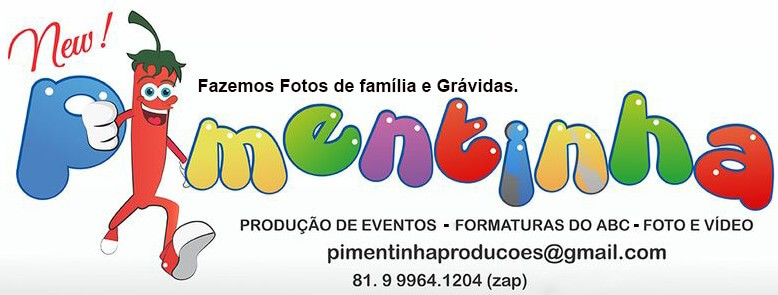 New!
Fazemos Fotos de família e Grávidas.
Pimentinha
PRODUÇÃO DE EVENTOS - FORMATURAS DO ABC - FOTO E VÍDEO
pimentinhaproducoes@gmail.com
81. 9 9964.1204 (zap)